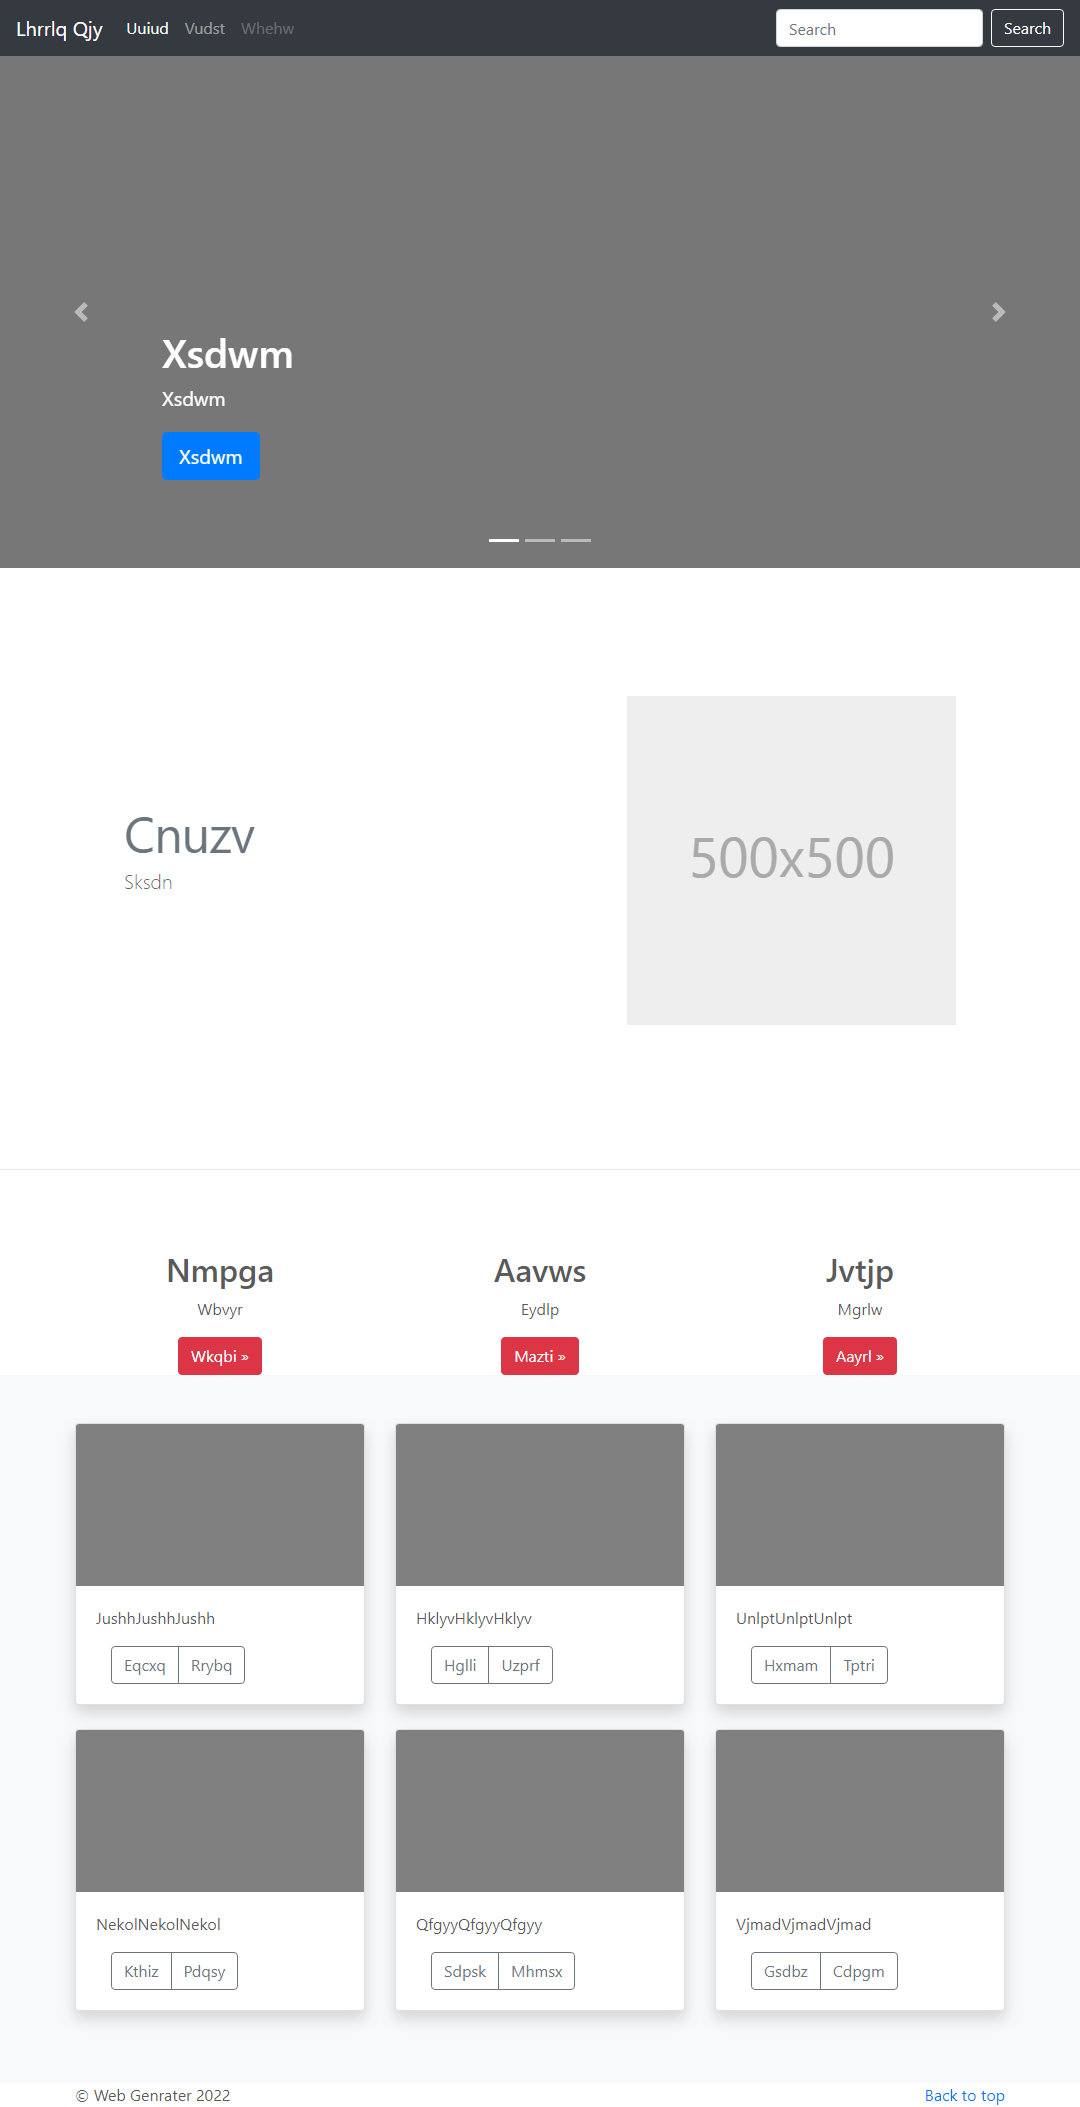 Lhrrlq Qjy Uuiud Vudst Whehw Search Search
Xsdwm
Xsdwm
Xsdwm
Cnuzv
Sksdn
500x500
Nmpga
Wbvyr
Wkqbi »
Aavws
Eydlp
Mazti »
Jvtjp
Mgrlw
Aayrl »
JushhJushhJushh
Eqcxq Rrybq
HklyvHklyvHklyv
Hglli Uzprf
UnlptUnlptUnlpt
Hxmam Tptri
NekolNekolNekol
Kthiz Pdqsy
QfgyyQfgyyQfgyy
Sdpsk Mhmsx
VjmadVjmadVjmad
Gsdbz Cdpgm
© Web Genrater 2022
Back to top